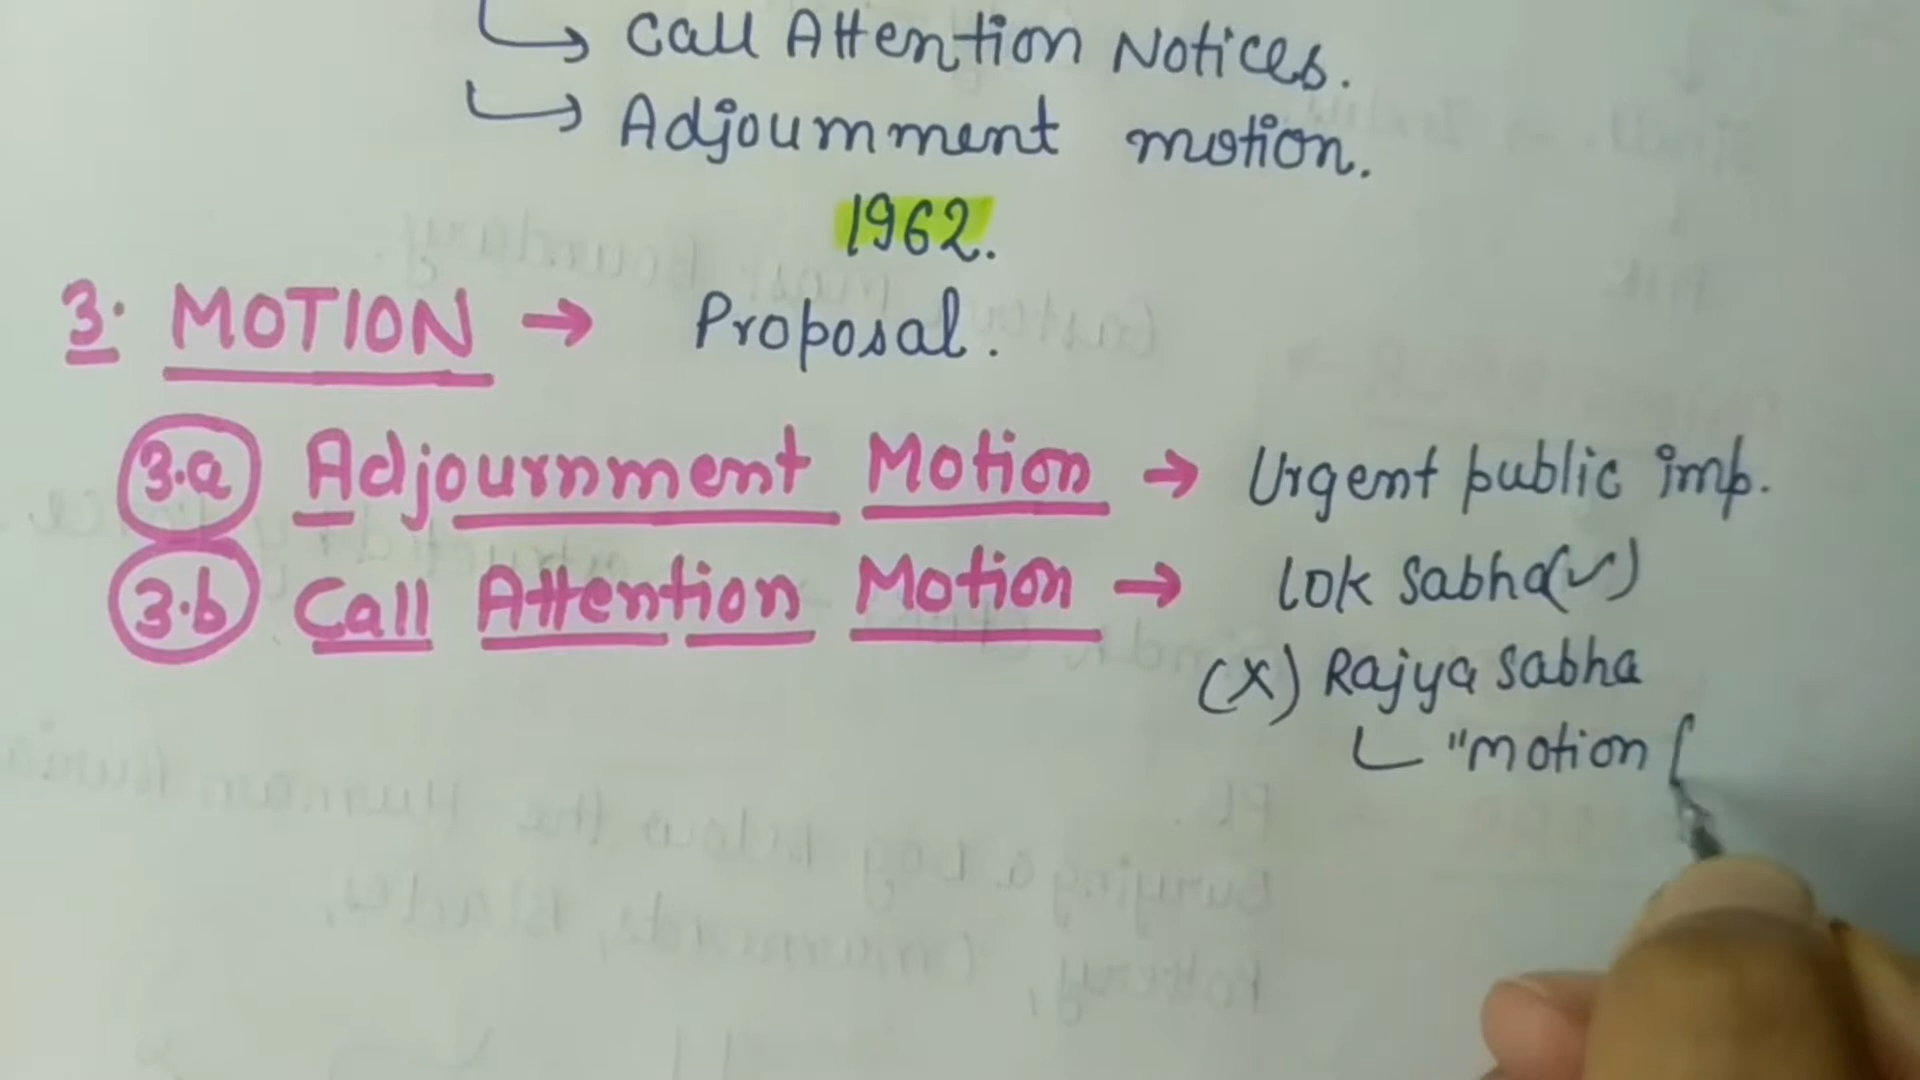 ↳ Call Attention Notices.
↳ Adjournment motion.
1962.
3. MOTION → Proposal.
3.a Adjournment Motion → Urgent public imp.
3.b Call Attention Motion → lok sabha(✓)
(x) Rajya sabha
"motion f